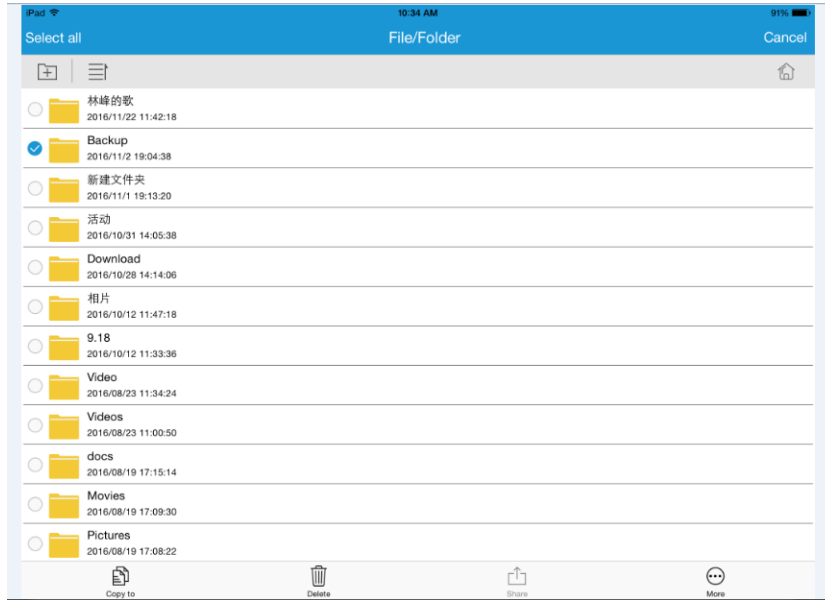 iPad 10:34 AM 91%
Select all File/Folder Cancel
林峰的歌
2016/11/22 11:42:18
Backup
2016/11/2 19:04:38
新建文件夹
2016/11/1 19:13:20
活动
2016/10/31 14:05:38
Download
2016/10/28 14:14:06
相片
2016/10/12 11:47:18
9.18
2016/10/12 11:33:36
Video
2016/08/23 11:34:24
Videos
2016/08/23 11:00:50
docs
2016/08/19 17:15:14
Movies
2016/08/19 17:09:30
Pictures
2016/08/19 17:08:22
Copy to Delete Share More